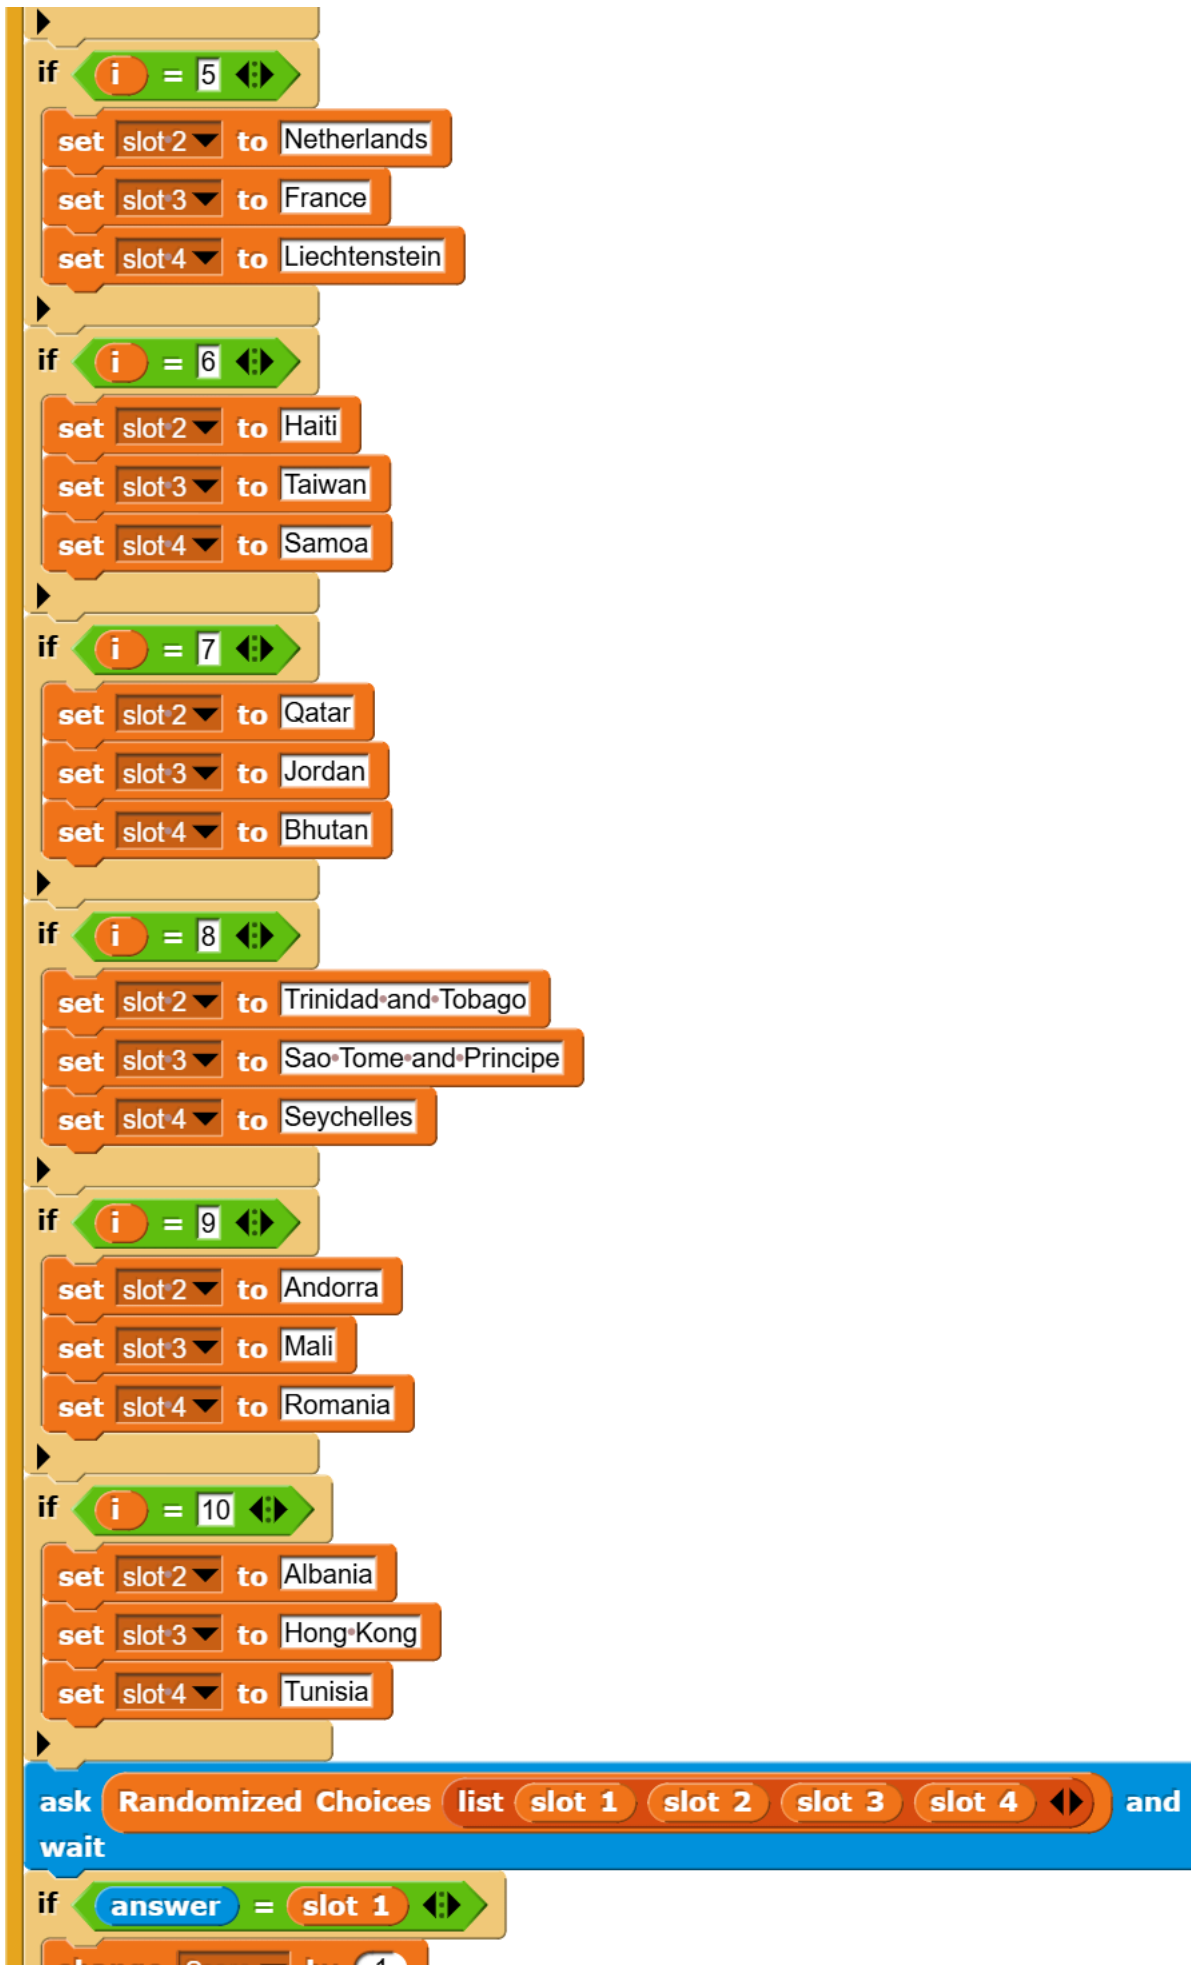 if i = 5
set slot 2 to Netherlands
set slot 3 to France
set slot 4 to Liechtenstein
if i = 6
set slot 2 to Haiti
set slot 3 to Taiwan
set slot 4 to Samoa
if i = 7
set slot 2 to Qatar
set slot 3 to Jordan
set slot 4 to Bhutan
if i = 8
set slot 2 to Trinidad and Tobago
set slot 3 to Sao Tome and Principe
set slot 4 to Seychelles
if i = 9
set slot 2 to Andorra
set slot 3 to Mali
set slot 4 to Romania
if i = 10
set slot 2 to Albania
set slot 3 to Hong Kong
set slot 4 to Tunisia
ask Randomized Choices list slot 1 slot 2 slot 3 slot 4 and
wait
if answer = slot 1